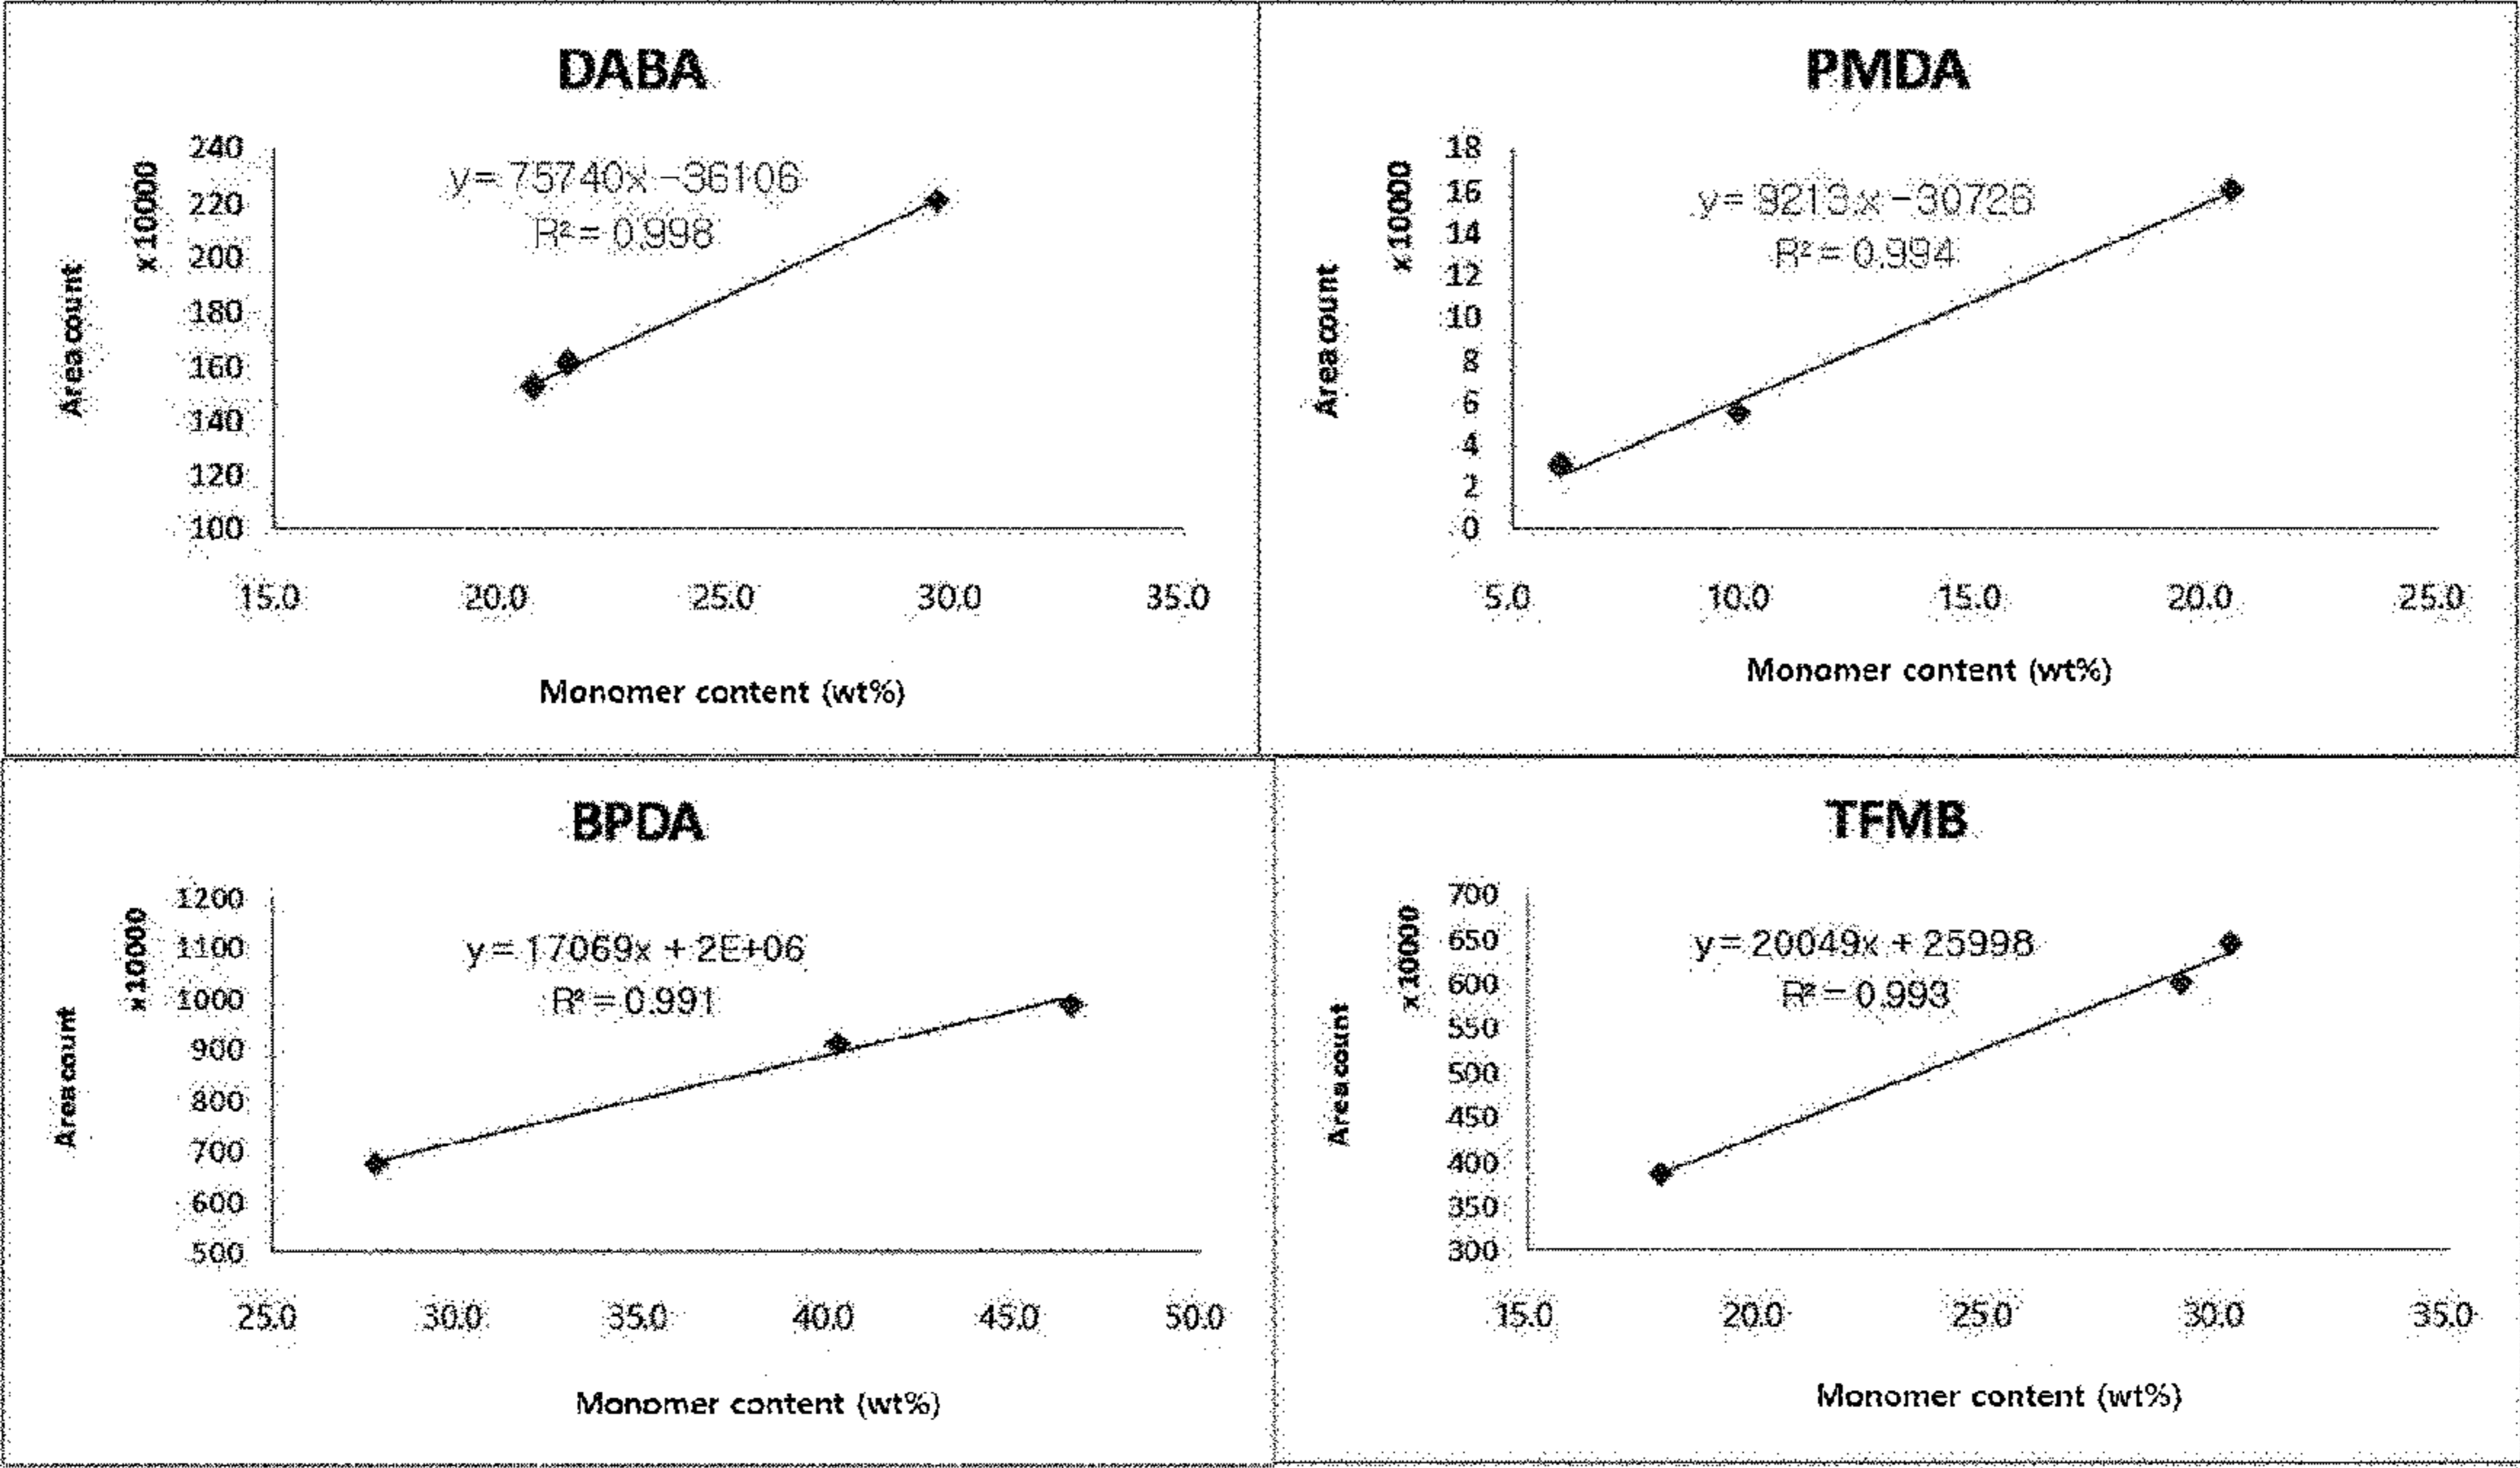 DABA
x10000
Area count
240
220
200
180
160
140
120
100
y = 75740x - 36106
R² = 0.998
15.0 20.0 25.0 30.0 35.0
Monomer content (wt%)
PMDA
x10000
Area count
18
16
14
12
10
8
6
4
2
0
y = 9213x - 30726
R² = 0.994
5.0 10.0 15.0 20.0 25.0
Monomer content (wt%)
BPDA
x10000
Area count
1200
1100
1000
900
800
700
600
500
y = 17069x + 2E+06
R² = 0.991
25.0 30.0 35.0 40.0 45.0 50.0
Monomer content (wt%)
TFMB
x10000
Area count
700
650
600
550
500
450
400
350
300
y = 20049x + 25998
R² = 0.993
15.0 20.0 25.0 30.0 35.0
Monomer content (wt%)